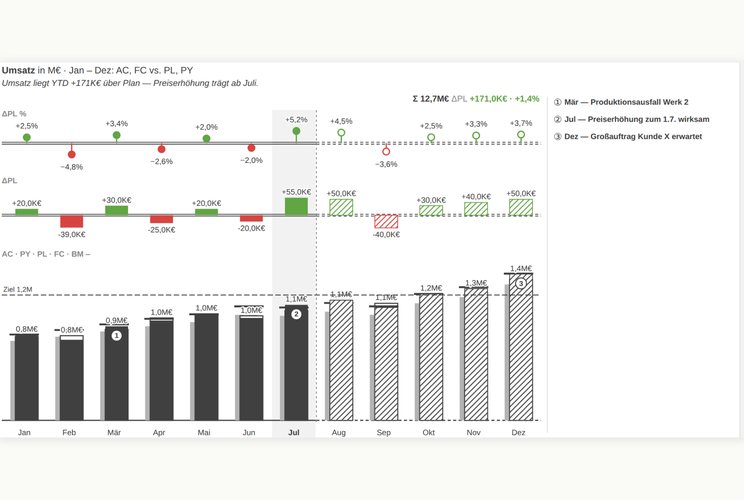 Umsatz in M€ · Jan – Dez: AC, FC vs. PL, PY
Umsatz liegt YTD +171K€ über Plan — Preiserhöhung trägt ab Juli.
Σ 12,7M€ ΔPL +171,0K€ · +1,4%
① Mär — Produktionsausfall Werk 2
② Jul — Preiserhöhung zum 1.7. wirksam
③ Dez — Großauftrag Kunde X erwartet
ΔPL %
+2,5% −4,8% +3,4% −2,6% +2,0% −2,0% +5,2% +4,5% −3,6% +2,5% +3,3% +3,7%
ΔPL
+20,0K€ -39,0K€ +30,0K€ -25,0K€ +20,0K€ -20,0K€ +55,0K€ +50,0K€ -40,0K€ +30,0K€ +40,0K€ +50,0K€
AC · PY · PL · FC · BM –
Ziel 1,2M
0,8M€ 0,8M€ 0,9M€ 1,0M€ 1,0M€ 1,0M€ 1,1M€ 1,1M€ 1,1M€ 1,2M€ 1,3M€ 1,4M€
1 2 3
Jan Feb Mär Apr Mai Jun Jul Aug Sep Okt Nov Dez